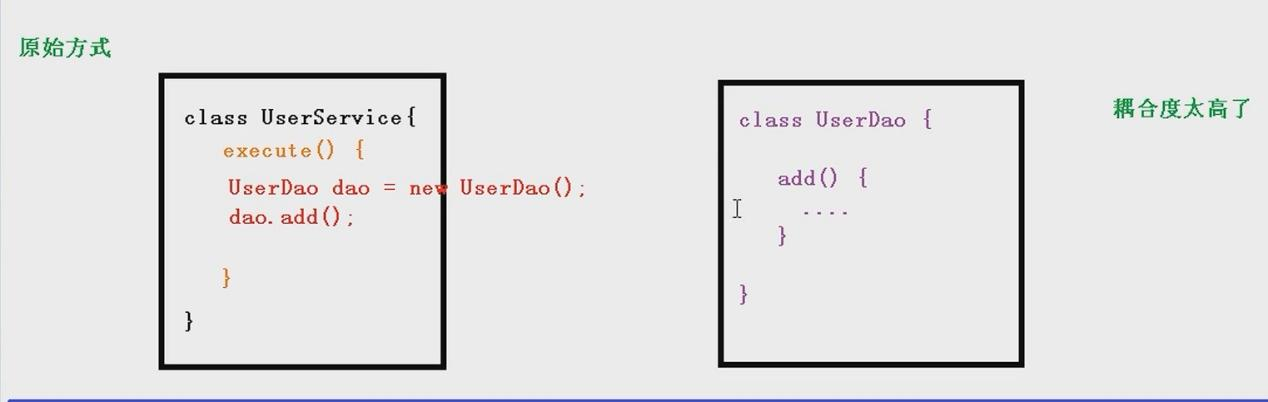 原始方式
class UserService{
execute() {
UserDao dao = new UserDao();
dao.add();
}
}
class UserDao {
add() {
....
}
}
耦合度太高了